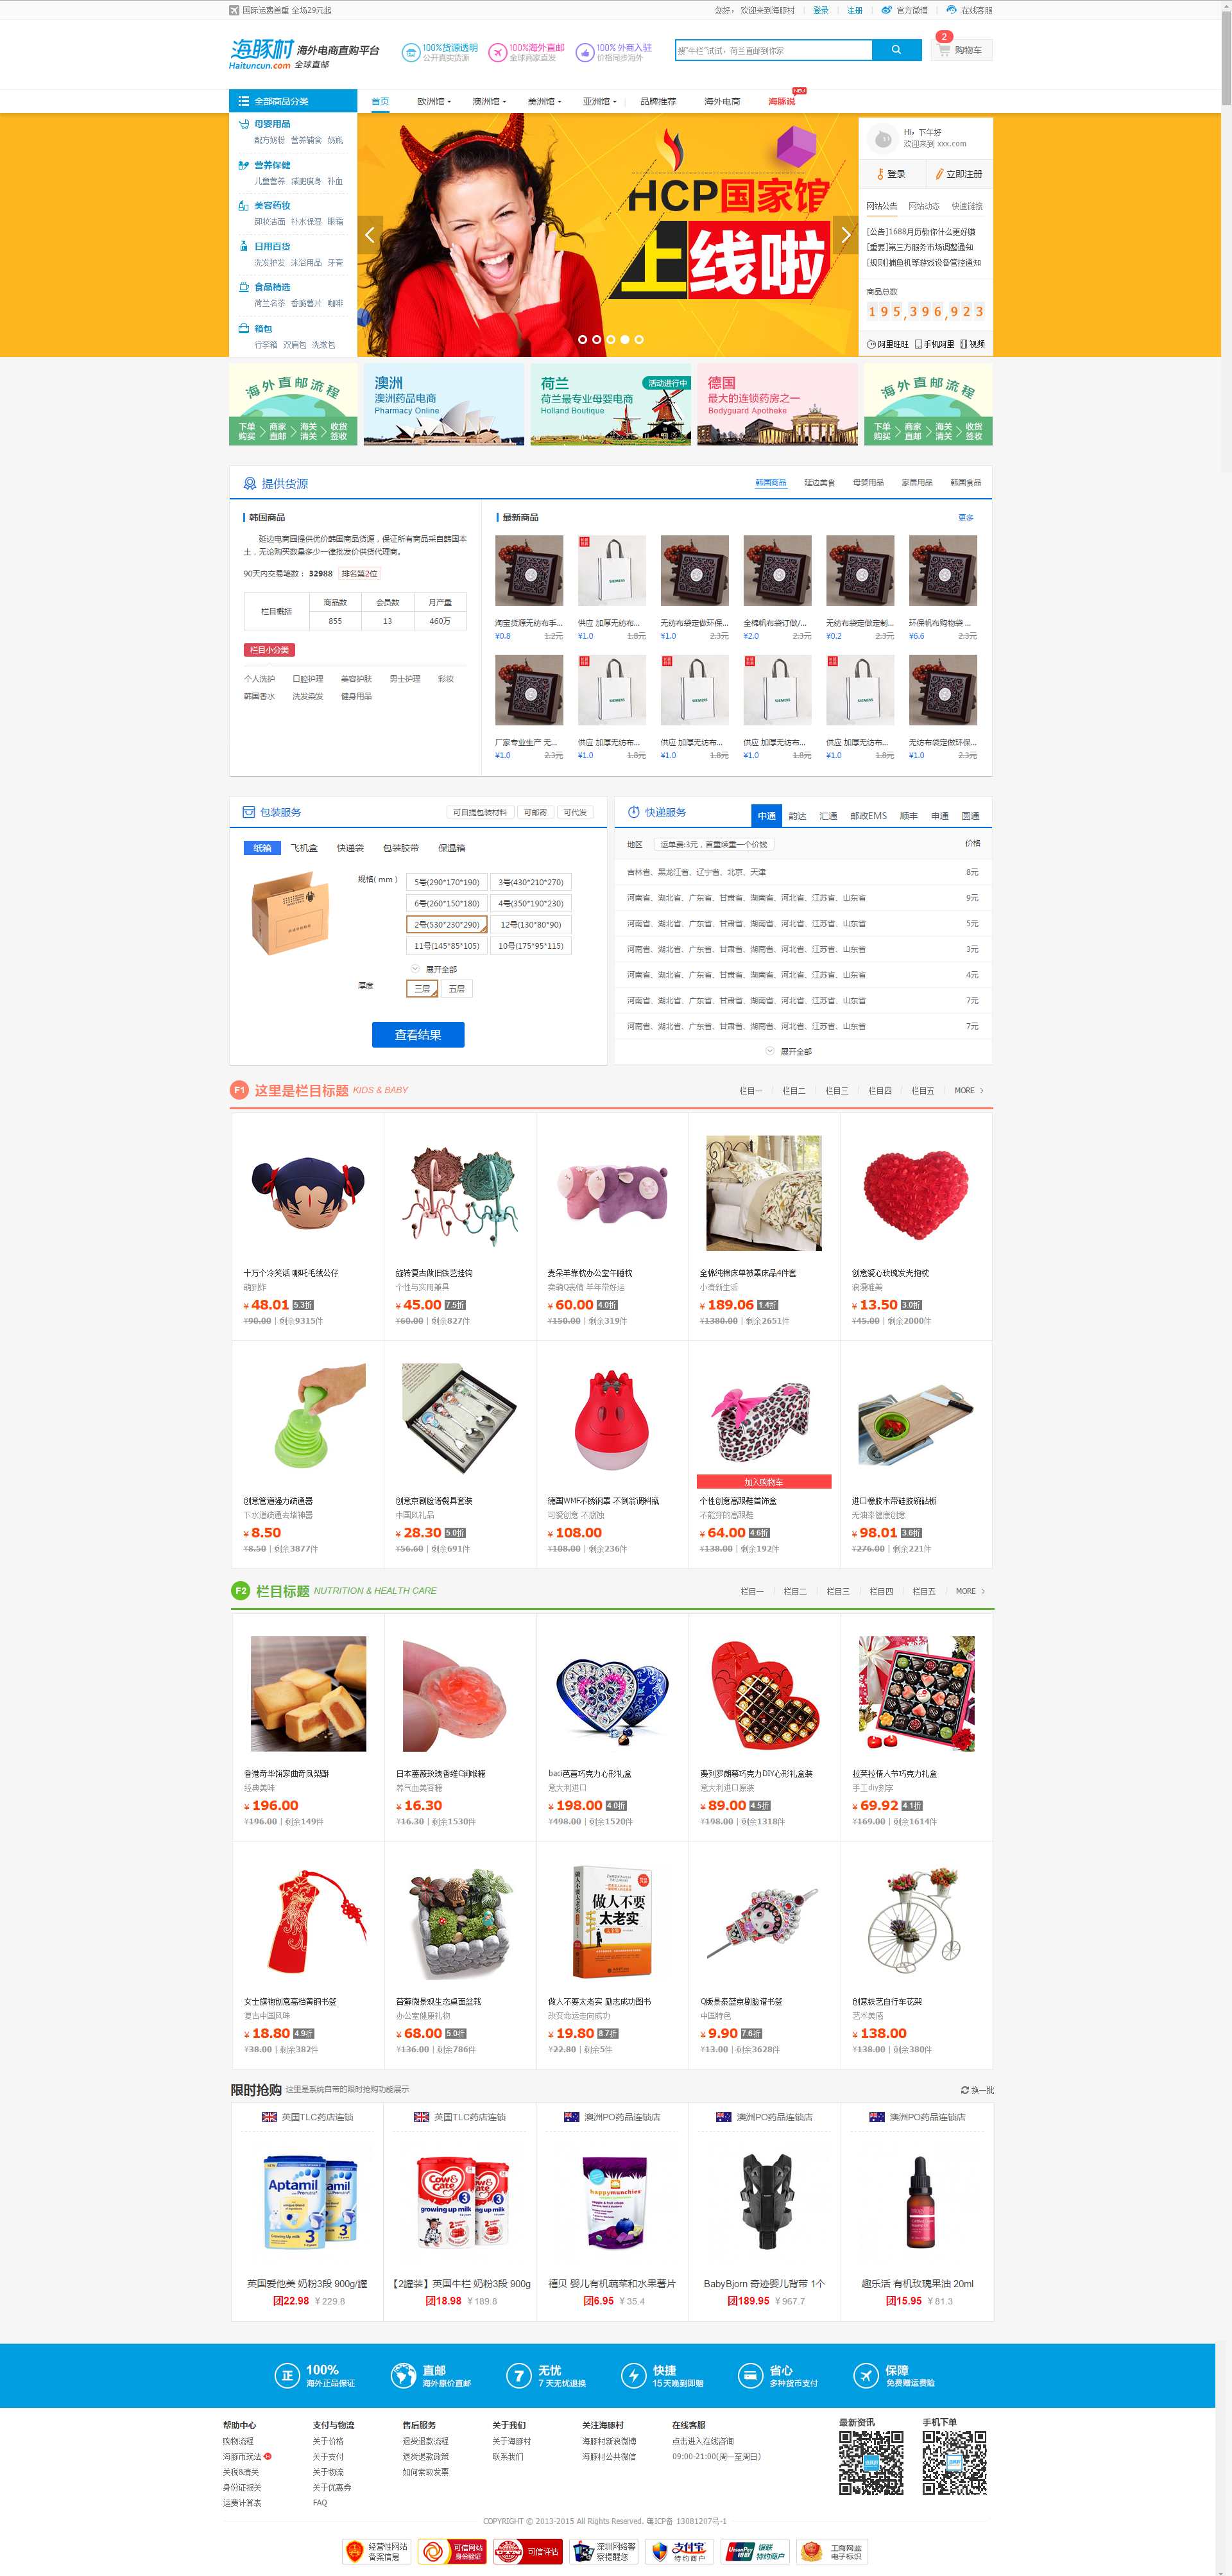 国际运费首重 全场29元起
您好，欢迎来到海豚村 登录 注册 官方微博 在线客服
海豚村 海外电商直购平台
Haituncun.com 全球直邮
100%货源透明 100%海外直邮 100% 外商入驻
公开真实货源 全球商家直发 价格同步海外
搜"牛栏"试试，荷兰直邮到你家
2
购物车
全部商品分类
首页 欧洲馆 澳洲馆 美洲馆 亚洲馆 品牌推荐 海外电商 海豚说 NEW
母婴用品
配方奶粉 营养辅食 奶瓶
营养保健
儿童营养 减肥瘦身 补血
美容药妆
卸妆洁面 补水保湿 眼霜
日用百货
洗发护发 沐浴用品 牙膏
食品精选
荷兰名茶 香脆薯片 咖啡
箱包
行李箱 双肩包 洗漱包
HCP国家馆
上线啦
Hi，下午好
欢迎来到 xxx.com
登录 立即注册
网站公告 网站动态 快速链接
[公告]1688月历教你什么更好赚
[重要]第三方服务市场调整通知
[规则]捕鱼机等游戏设备管控通知
商品总数
195,396,923
阿里旺旺 手机阿里 视频
海外直邮流程
下单购买 商家直邮 海关清关 收货签收
澳洲
澳洲药品电商
Pharmacy Online
荷兰 活动进行中
荷兰最专业母婴电商
Holland Boutique
德国
最大的连锁药房之一
Bodyguard Apotheke
海外直邮流程
下单购买 商家直邮 海关清关 收货签收
提供货源
韩国商品 延边美食 母婴用品 家居用品 韩国食品
韩国商品
延边电商园提供优价韩国商品货源，保证所有商品采自韩国本
土，无论购买数量多少一律批发价供货代理商。
90天内交易笔数： 32988 排名第2位
栏目概括 商品数 会员数 月产量
855 13 460万
栏目小分类
个人洗护 口腔护理 美容护肤 男士护理 彩妆
韩国香水 洗发染发 健身用品
最新商品 更多
淘宝货源无纺布手... 供应 加厚无纺布... 无纺布袋定做环保... 全棉帆布袋订做/... 无纺布袋定做定制... 环保帆布购物袋 ...
¥0.8 1.2元 ¥1.0 1.8元 ¥1.0 2.3元 ¥2.0 2.3元 ¥0.2 2.3元 ¥6.6 2.3元
厂家专业生产 无... 供应 加厚无纺布... 供应 加厚无纺布... 供应 加厚无纺布... 供应 加厚无纺布... 无纺布袋定做环保...
¥1.0 2.3元 ¥1.0 1.8元 ¥1.0 1.8元 ¥1.0 1.8元 ¥1.0 1.8元 ¥1.0 2.3元
包装服务 可自提包装材料 可邮寄 可代发
纸箱 飞机盒 快递袋 包装胶带 保温箱
规格( mm )
5号(290*170*190) 3号(430*210*270)
6号(260*150*180) 4号(350*190*230)
2号(530*230*290) 12号(130*80*90)
11号(145*85*105) 10号(175*95*115)
展开全部
厚度 三层 五层
查看结果
快递服务 中通 韵达 汇通 邮政EMS 顺丰 申通 圆通
地区 运单费:3元，首重续重一个价钱 价格
吉林省、黑龙江省、辽宁省、北京、天津 8元
河南省、湖北省、广东省、甘肃省、湖南省、河北省、江苏省、山东省 9元
河南省、湖北省、广东省、甘肃省、湖南省、河北省、江苏省、山东省 5元
河南省、湖北省、广东省、甘肃省、湖南省、河北省、江苏省、山东省 3元
河南省、湖北省、广东省、甘肃省、湖南省、河北省、江苏省、山东省 4元
河南省、湖北省、广东省、甘肃省、湖南省、河北省、江苏省、山东省 7元
河南省、湖北省、广东省、甘肃省、湖南省、河北省、江苏省、山东省 7元
展开全部
F1 这里是栏目标题 KIDS & BABY 栏目一 栏目二 栏目三 栏目四 栏目五 MORE
十万个冷笑话 哪吒毛绒公仔 旋转复古做旧铁艺挂钩 麦朵羊靠枕办公室午睡枕 全棉纯棉床单被罩床品4件套 创意爱心玫瑰发光抱枕
萌到炸 个性与实用兼具 卖萌Q表情 羊年带好运 小清新生活 浪漫唯美
¥ 48.01 5.3折 ¥ 45.00 7.5折 ¥ 60.00 4.0折 ¥ 189.06 1.4折 ¥ 13.50 3.0折
¥90.00 | 剩余9315件 ¥60.00 | 剩余827件 ¥150.00 | 剩余319件 ¥1380.00 | 剩余2651件 ¥45.00 | 剩余2000件
加入购物车
创意管道强力疏通器 创意京剧脸谱餐具套装 德国WMF不锈钢罩 不倒翁调料瓶 个性创意高跟鞋首饰盒 进口橡胶木带硅胶碗砧板
下水道疏通去堵神器 中国风礼品 可爱创意 不腐蚀 不能穿的高跟鞋 无油漆健康创意
¥ 8.50 ¥ 28.30 5.0折 ¥ 108.00 ¥ 64.00 4.6折 ¥ 98.01 3.6折
¥8.50 | 剩余3877件 ¥56.60 | 剩余691件 ¥108.00 | 剩余236件 ¥138.00 | 剩余192件 ¥276.00 | 剩余221件
F2 栏目标题 NUTRITION & HEALTH CARE 栏目一 栏目二 栏目三 栏目四 栏目五 MORE
香港奇华饼家曲奇凤梨酥 日本蔷薇玫瑰香维C润喉糖 baci芭喜巧克力心形礼盒 费列罗朗摩巧克力DIY心形礼盒装 拉芙拉情人节巧克力礼盒
经典美味 养气血美容糖 意大利进口 意大利进口原装 手工diy刻字
¥ 196.00 ¥ 16.30 ¥ 198.00 4.0折 ¥ 89.00 4.5折 ¥ 69.92 4.1折
¥196.00 | 剩余149件 ¥16.30 | 剩余1530件 ¥498.00 | 剩余1520件 ¥198.00 | 剩余1318件 ¥169.00 | 剩余1614件
做人不要
太老实
女士旗袍创意高档黄铜书签 苔藓微景观生态桌面盆栽 做人不要太老实 励志成功图书 Q版景泰蓝京剧脸谱书签 创意铁艺自行车花架
复古中国风味 办公室健康礼物 改变命运走向成功 中国特色 艺术美感
¥ 18.80 4.9折 ¥ 68.00 5.0折 ¥ 19.80 8.7折 ¥ 9.90 7.6折 ¥ 138.00
¥38.00 | 剩余382件 ¥136.00 | 剩余786件 ¥22.80 | 剩余5件 ¥13.00 | 剩余3628件 ¥138.00 | 剩余380件
限时抢购 这里是系统自带的限时抢购功能展示 换一批
英国TLC药店连锁 英国TLC药店连锁 澳洲PO药品连锁店 澳洲PO药品连锁店 澳洲PO药品连锁店
Aptamil 3
Cow & Gate 3 growing up milk
happymunchies
英国爱他美 奶粉3段 900g/罐 【2罐装】英国牛栏 奶粉3段 900g 禧贝 婴儿有机蔬菜和水果薯片 BabyBjorn 奇迹婴儿背带 1个 趣乐活 有机玫瑰果油 20ml
团22.98 ¥ 229.8 团18.98 ¥ 189.8 团6.95 ¥ 35.4 团189.95 ¥ 967.7 团15.95 ¥ 81.3
正 100% 直邮 7 无忧 快捷 省心 保障
海外正品保证 海外原价直邮 7 天无忧退换 15天晚到即赔 多种货币支付 免费赠运费险
帮助中心 支付与物流 售后服务 关于我们 关注海豚村 在线客服 最新资讯 手机下单
购物流程 关于价格 退货退款流程 关于海豚村 海豚村新浪微博 点击进入在线咨询
海豚币玩法 关于支付 退货退款政策 联系我们 海豚村公共微信 09:00-21:00(周一至周日)
关税&清关 关于物流 如何索取发票
身份证报关 关于优惠券
运费计算表 FAQ
COPYRIGHT © 2013-2015 All Rights Reserved. 粤ICP备 13081207号-1
经营性网站备案信息 可信网站身份验证 可信评估 深圳网络警察提醒您 支付宝特约商户 银联特约商户 工商网监电子标识